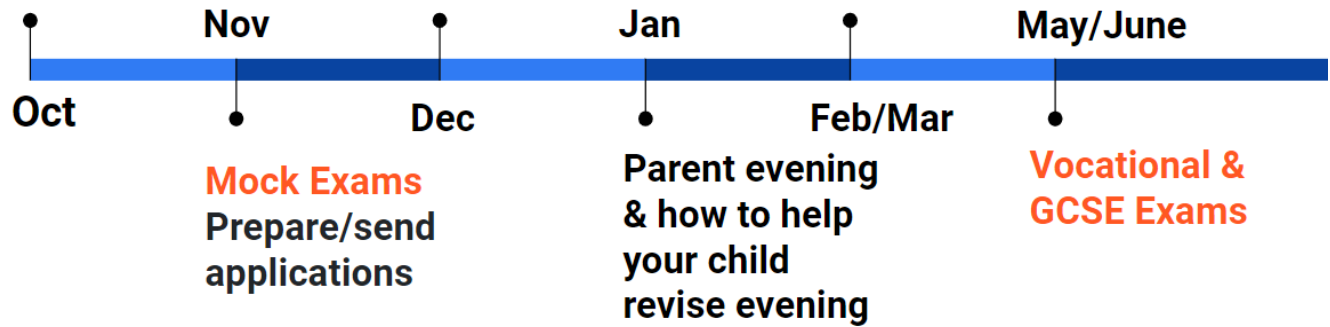 Nov
Jan
May/June
Oct
Dec
Feb/Mar
Mock Exams
Prepare/send
applications
Parent evening
& how to help
your child
revise evening
Vocational &
GCSE Exams